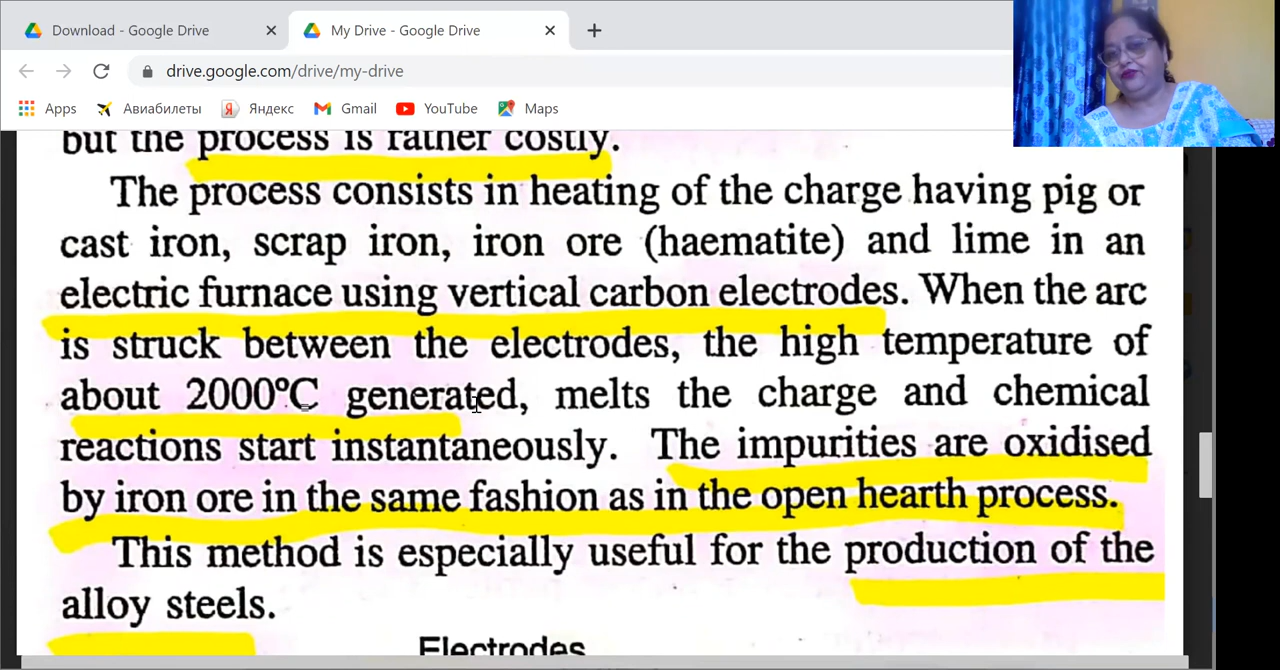 Download - Google Drive
My Drive - Google Drive
drive.google.com/drive/my-drive
Apps Авиабилеты Яндекс Gmail YouTube Maps
but the process is rather costly.
The process consists in heating of the charge having pig or
cast iron, scrap iron, iron ore (haematite) and lime in an
electric furnace using vertical carbon electrodes. When the arc
is struck between the electrodes, the high temperature of
about 2000ºC generated, melts the charge and chemical
reactions start instantaneously. The impurities are oxidised
by iron ore in the same fashion as in the open hearth process.
This method is especially useful for the production of the
alloy steels.
Electrodes